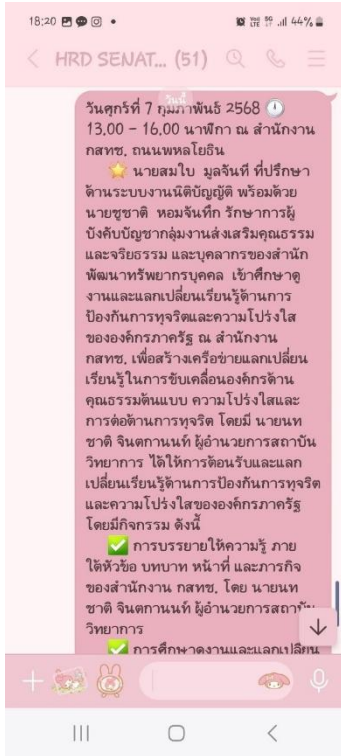 18:20
44%
HRD SENAT... (51)
วันนี้
วันศุกร์ที่ 7 กุมภาพันธ์ 2568 🕛
13.00 - 16.00 นาฬิกา ณ สำนักงาน
กสทช. ถนนพหลโยธิน
⭐ นายสมใบ มูลจันที ที่ปรึกษา
ด้านระบบงานนิติบัญญัติ พร้อมด้วย
นายชูชาติ หอมจันทึก รักษาการผู้
บังคับบัญชากลุ่มงานส่งเสริมคุณธรรม
และจริยธรรม และบุคลากรของสำนัก
พัฒนาทรัพยากรบุคคล เข้าศึกษาดู
งานและแลกเปลี่ยนเรียนรู้ด้านการ
ป้องกันการทุจริตและความโปร่งใส
ขององค์กรภาครัฐ ณ สำนักงาน
กสทช. เพื่อสร้างเครือข่ายแลกเปลี่ยน
เรียนรู้ในการขับเคลื่อนองค์กรด้าน
คุณธรรมต้นแบบ ความโปร่งใสและ
การต่อต้านการทุจริต โดยมี นายนท
ชาติ จินตกานนท์ ผู้อำนวยการสถาบัน
วิทยาการ ได้ให้การต้อนรับและแลก
เปลี่ยนเรียนรู้ด้านการป้องกันการทุจริต
และความโปร่งใสขององค์กรภาครัฐ
โดยมีกิจกรรม ดังนี้
✅ การบรรยายให้ความรู้ ภาย
ใต้หัวข้อ บทบาท หน้าที่ และภารกิจ
ของสำนักงาน กสทช. โดย นายนท
ชาติ จินตกานนท์ ผู้อำนวยการสถาบัน
วิทยาการ
✅ การศึกษาดูงานและแลกเปลี่ยน